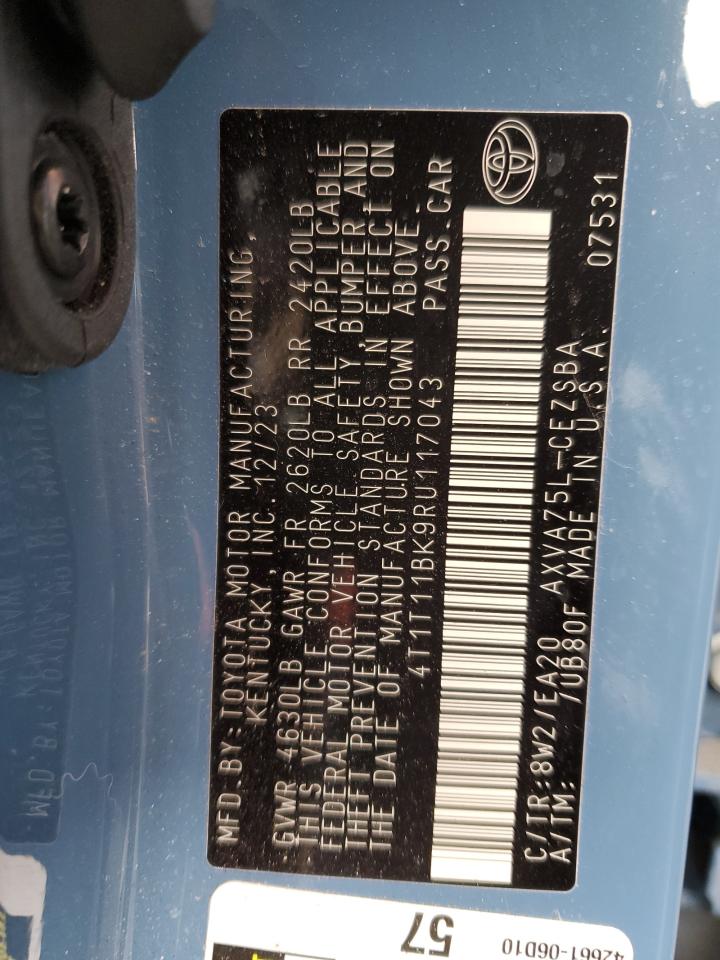 MFD. BY: TOYOTA MOTOR MANUFACTURING,
KENTUCKY, INC. 12/23
GVWR 4630LB GAWR FR 2620LB RR 2420LB
THIS VEHICLE CONFORMS TO ALL APPLICABLE
FEDERAL MOTOR VEHICLE SAFETY, BUMPER AND
THEFT PREVENTION STANDARDS IN EFFECT ON
THE DATE OF MANUFACTURE SHOWN ABOVE.
4T1T11BK9RU117043 PASS.CAR
C/TR:8W2/EA20 AXVA75L-CEZSBA
A/TM: /UB80F MADE IN U.S.A. 07531
57
42661-06D10